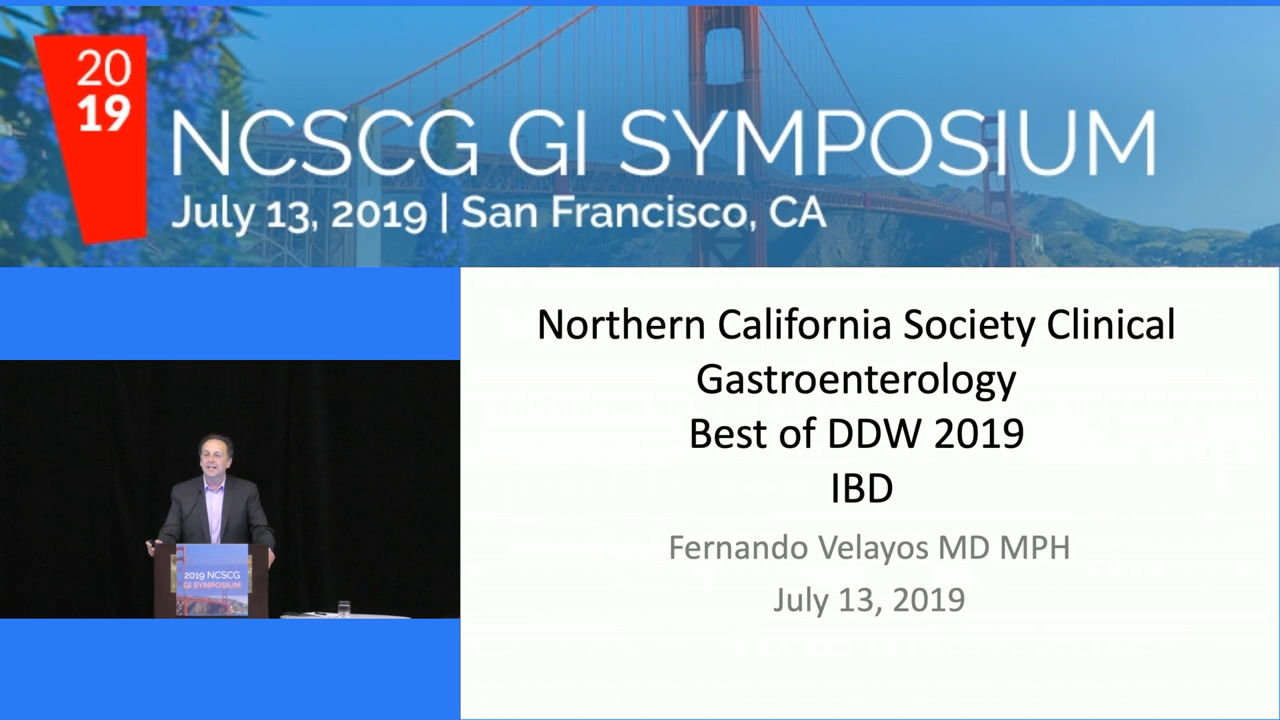 20
19
NCSCG GI SYMPOSIUM
July 13, 2019 | San Francisco, CA
Northern California Society Clinical
Gastroenterology
Best of DDW 2019
IBD
Fernando Velayos MD MPH
July 13, 2019
2019 NCSCG
GI SYMPOSIUM